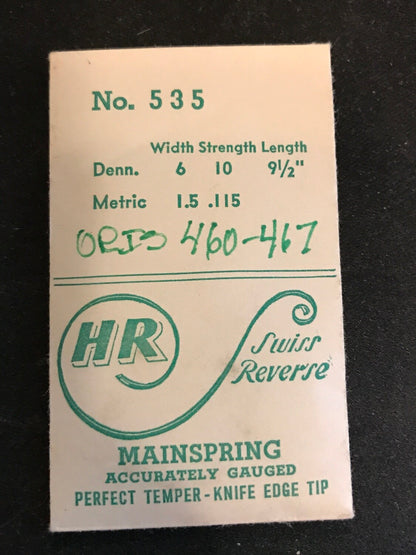 No. 535
Width Strength Length
Denn. 6 10 9½"
Metric 1.5 .115
ORIS 460-467
HR
Swiss
Reverse
MAINSPRING
ACCURATELY GAUGED
PERFECT TEMPER - KNIFE EDGE TIP